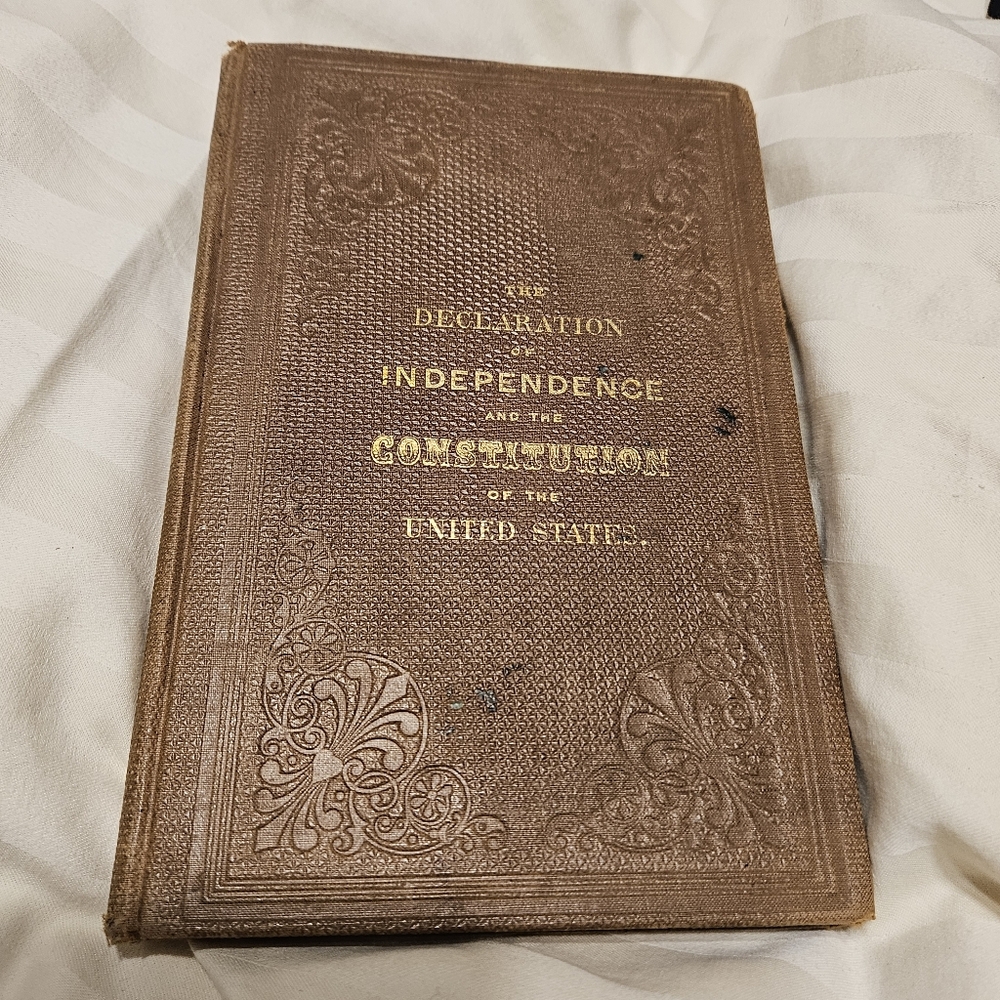 THE
DECLARATION
OF
INDEPENDENCE
AND THE
CONSTITUTION
OF THE
UNITED STATES.